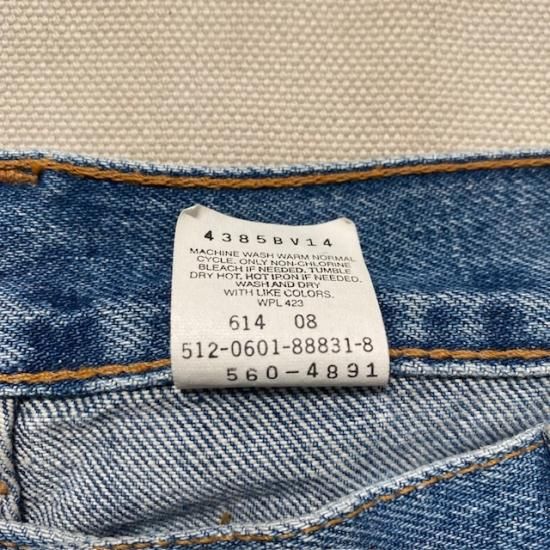 4385BV14
MACHINE WASH WARM NORMAL
CYCLE. ONLY NON-CHLORINE
BLEACH IF NEEDED. TUMBLE
DRY HOT. HOT IRON IF NEEDED.
WASH AND DRY
WITH LIKE COLORS.
WPL 423
614 08
512-0601-88831-8
560-4891